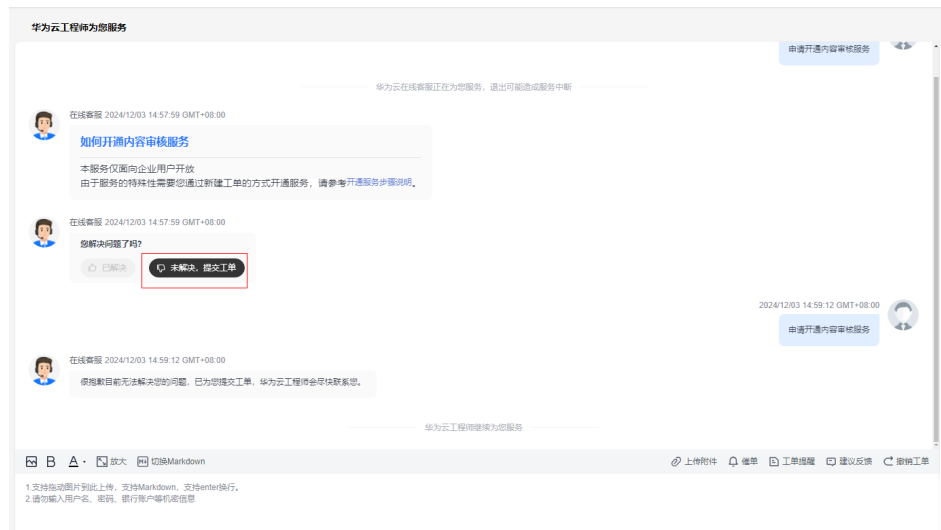 华为云工程师为您服务
申请开通内容审核服务
华为云在线客服正在为您服务，退出可能造成服务中断
在线客服 2024/12/03 14:57:59 GMT+08:00
如何开通内容审核服务
本服务仅面向企业用户开放
由于服务的特殊性需要您通过新建工单的方式开通服务，请参考开通服务步骤说明。
在线客服 2024/12/03 14:57:59 GMT+08:00
您解决问题了吗?
已解决
未解决，提交工单
2024/12/03 14:59:12 GMT+08:00
申请开通内容审核服务
在线客服 2024/12/03 14:59:12 GMT+08:00
很抱歉目前无法解决您的问题，已为您提交工单，华为云工程师会尽快联系您。
华为云工程师继续为您服务
B A 放大 切换Markdown 上传附件 催单 工单提醒 建议反馈 撤销工单
1.支持拖动图片到此上传，支持Markdown，支持enter换行。
2.请勿输入用户名、密码、银行账户等机密信息